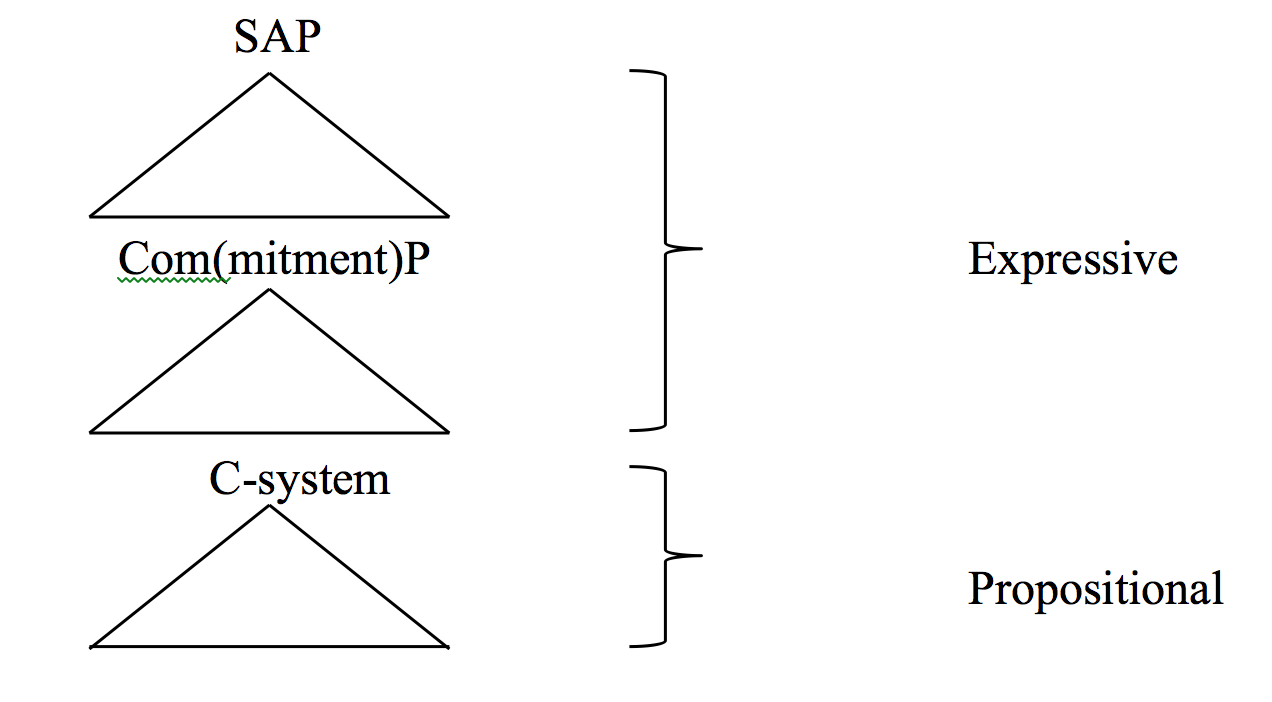 SAP
Com(mitment)P
Expressive
C-system
Propositional